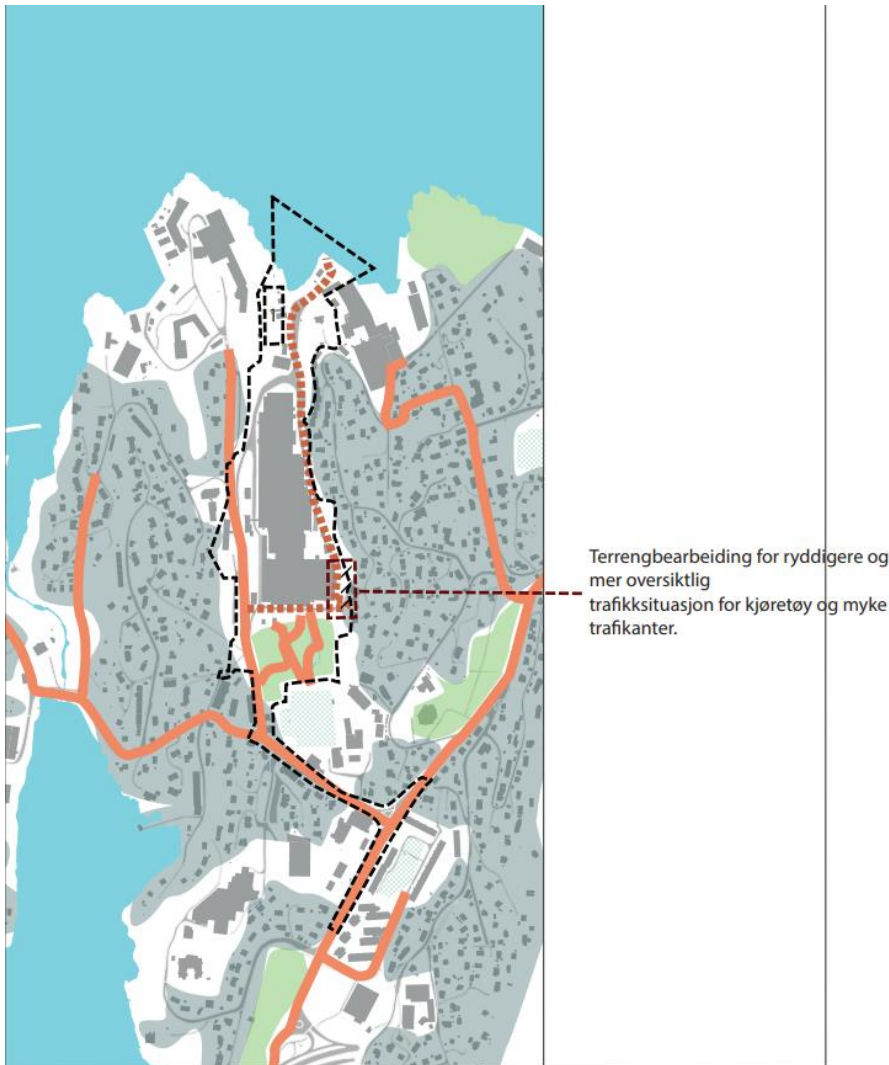 Terrengbearbeiding for ryddigere og
mer oversiktlig
trafikksituasjon for kjøretøy og myke
trafikanter.